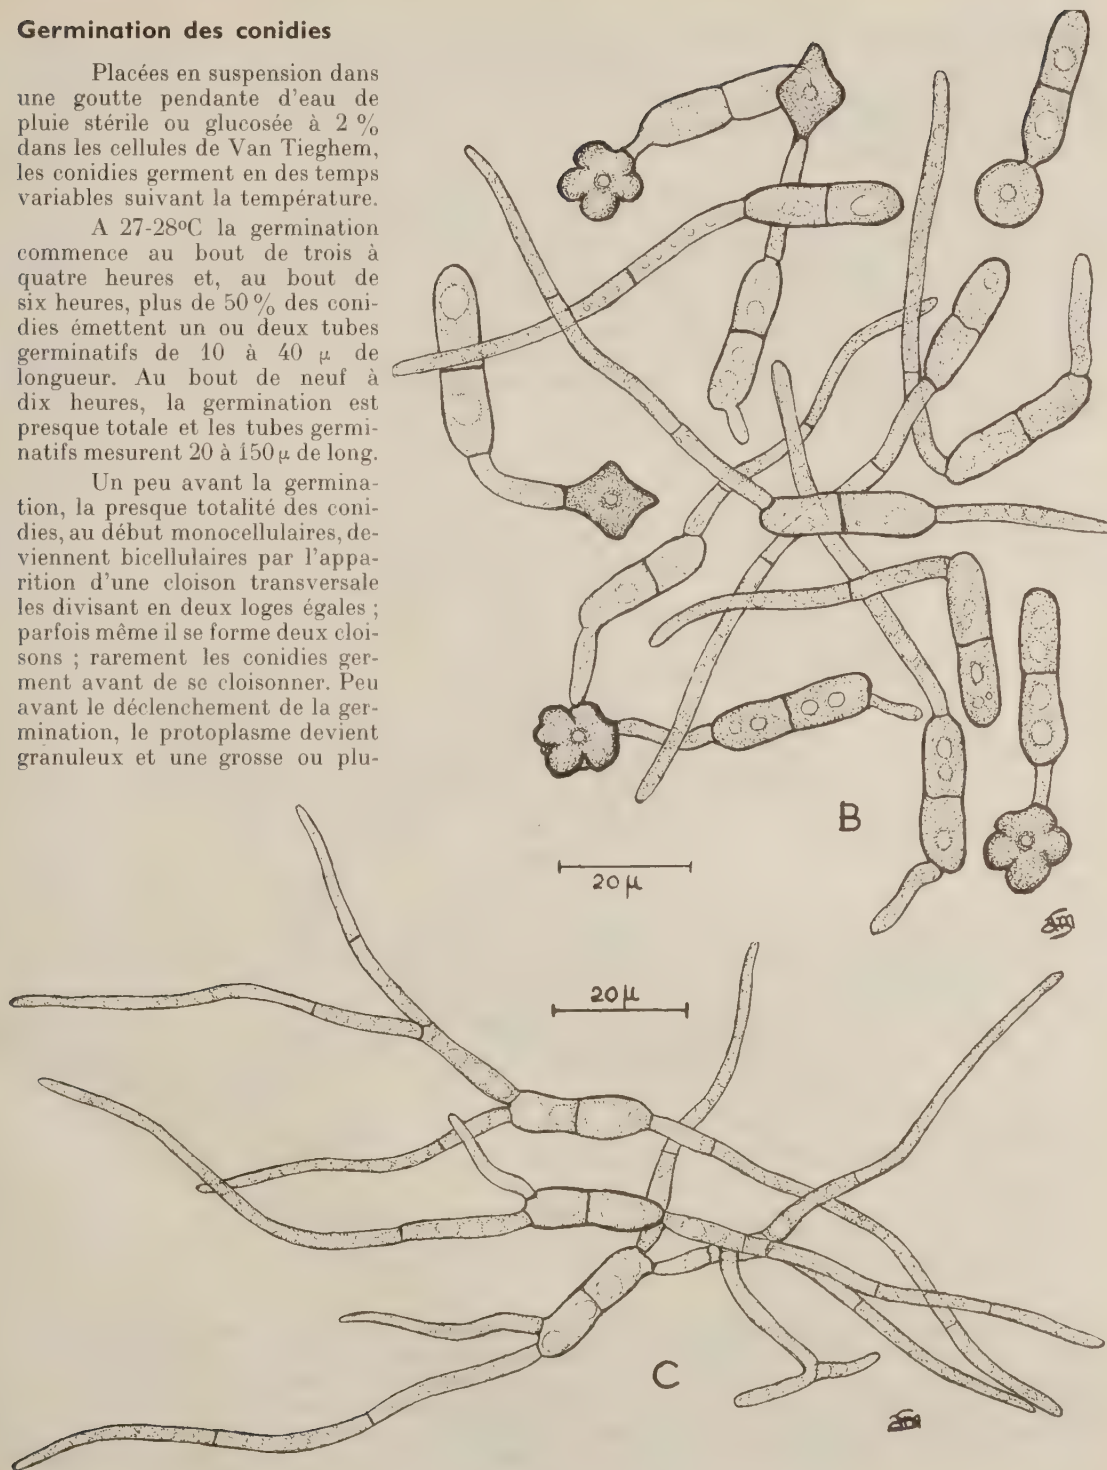 Germination des conidies
Placées en suspension dans
une goutte pendante d'eau de
pluie stérile ou glucosée à 2 %
dans les cellules de Van Tieghem,
les conidies germent en des temps
variables suivant la température.
A 27-28ºC la germination
commence au bout de trois à
quatre heures et, au bout de
six heures, plus de 50 % des coni-
dies émettent un ou deux tubes
germinatifs de 10 à 40 µ de
longueur. Au bout de neuf à
dix heures, la germination est
presque totale et les tubes germi-
natifs mesurent 20 à 150 µ de long.
Un peu avant la germina-
tion, la presque totalité des coni-
dies, au début monocellulaires, de-
viennent bicellulaires par l'appa-
rition d'une cloison transversale
les divisant en deux loges égales ;
parfois même il se forme deux cloi-
sons ; rarement les conidies ger-
ment avant de se cloisonner. Peu
avant le déclenchement de la ger-
mination, le protoplasme devient
granuleux et une grosse ou plu-
B
20 µ
20 µ
C